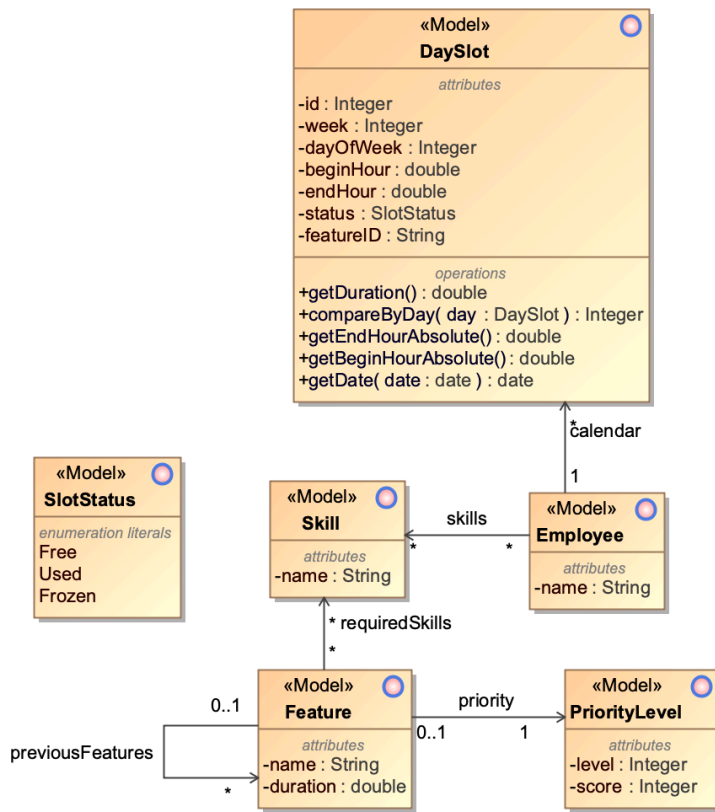 «Model»
DaySlot
attributes
-id : Integer
-week : Integer
-dayOfWeek : Integer
-beginHour : double
-endHour : double
-status : SlotStatus
-featureID : String
operations
+getDuration() : double
+compareByDay( day : DaySlot ) : Integer
+getEndHourAbsolute() : double
+getBeginHourAbsolute() : double
+getDate( date : date ) : date
*
calendar
1
«Model»
SlotStatus
enumeration literals
Free
Used
Frozen
«Model»
Skill
attributes
-name : String
skills
*
*
«Model»
Employee
attributes
-name : String
* requiredSkills
*
0..1
previousFeatures
*
«Model»
Feature
attributes
-name : String
-duration : double
priority
0..1
1
«Model»
PriorityLevel
attributes
-level : Integer
-score : Integer